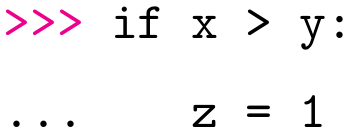 >>> if x > y:
...    z = 1